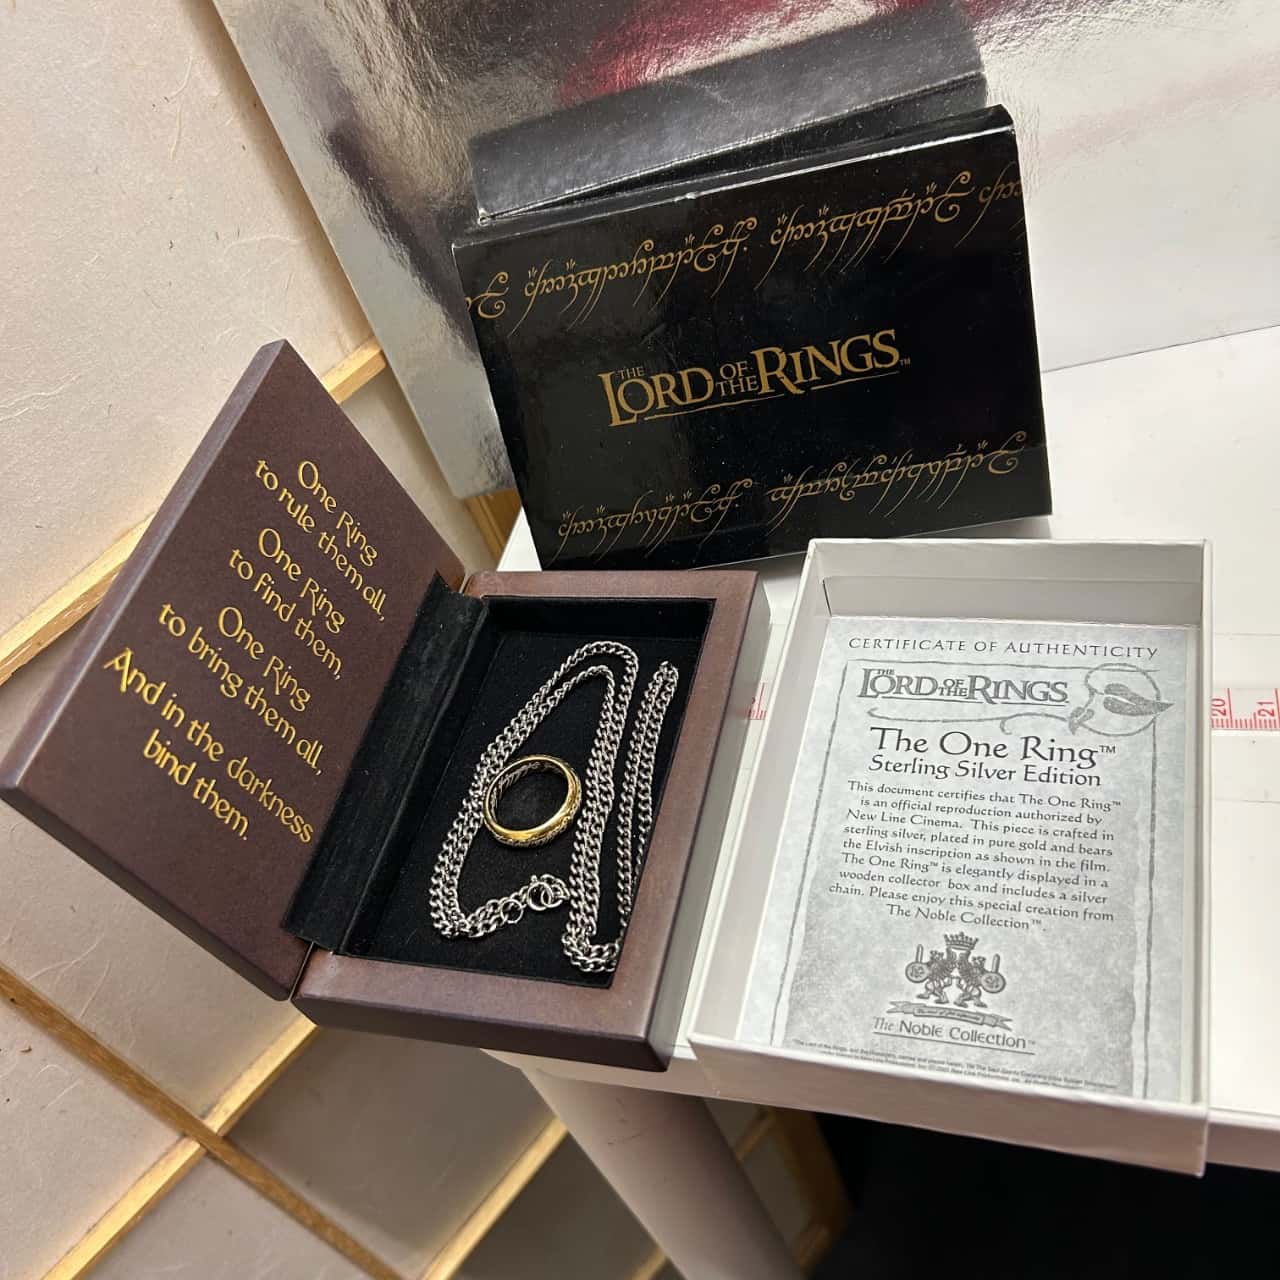 THE
LORD OF THE RINGS™
One Ring
to rule them all,
One Ring
to find them,
One Ring
to bring them all,
And in the darkness
bind them.
CERTIFICATE OF AUTHENTICITY
THE
LORD OF THE RINGS
The One Ring™
Sterling Silver Edition
This document certifies that The One Ring™
is an official reproduction authorized by
New Line Cinema. This piece is crafted in
sterling silver, plated in pure gold and bears
the Elvish inscription as shown in the film.
The One Ring™ is elegantly displayed in a
wooden collector box and includes a silver
chain. Please enjoy this special creation from
The Noble Collection™.
The Noble Collection™
20 21